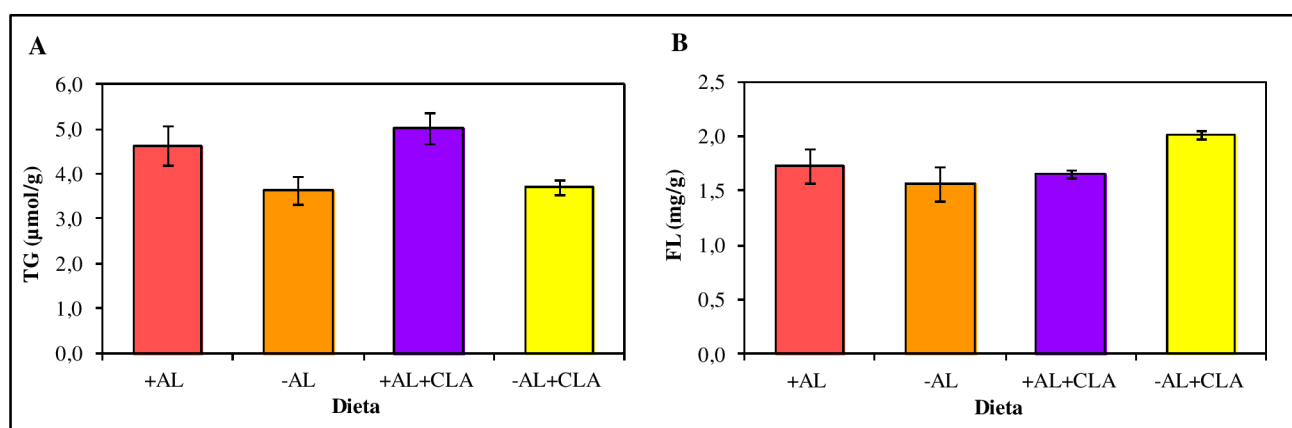 A
TG (µmol/g)
6,0
5,0
4,0
3,0
2,0
1,0
0,0
+AL -AL +AL+CLA -AL+CLA
Dieta
B
FL (mg/g)
2,5
2,0
1,5
1,0
0,5
0,0
+AL -AL +AL+CLA -AL+CLA
Dieta